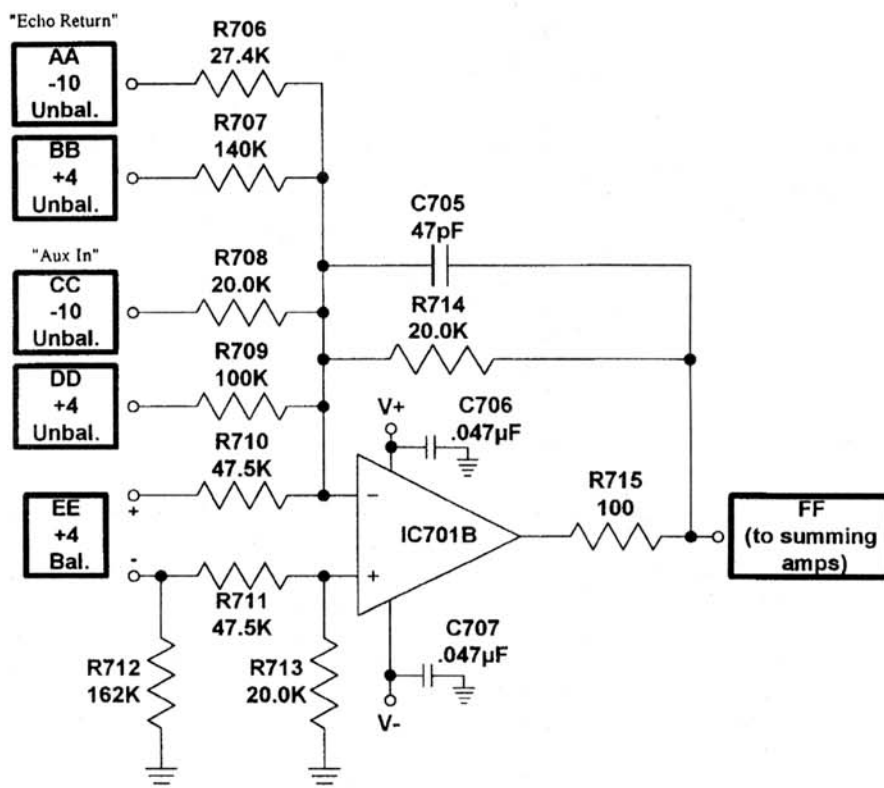 "Echo Return"
AA
-10
Unbal.
R706
27.4K
BB
+4
Unbal.
R707
140K
"Aux In"
CC
-10
Unbal.
R708
20.0K
C705
47pF
R714
20.0K
DD
+4
Unbal.
R709
100K
R710
47.5K
V+
C706
.047µF
EE
+4
Bal.
+
-
R711
47.5K
−
+
IC701B
R715
100
FF
(to summing
amps)
R712
162K
R713
20.0K
C707
.047µF
V-